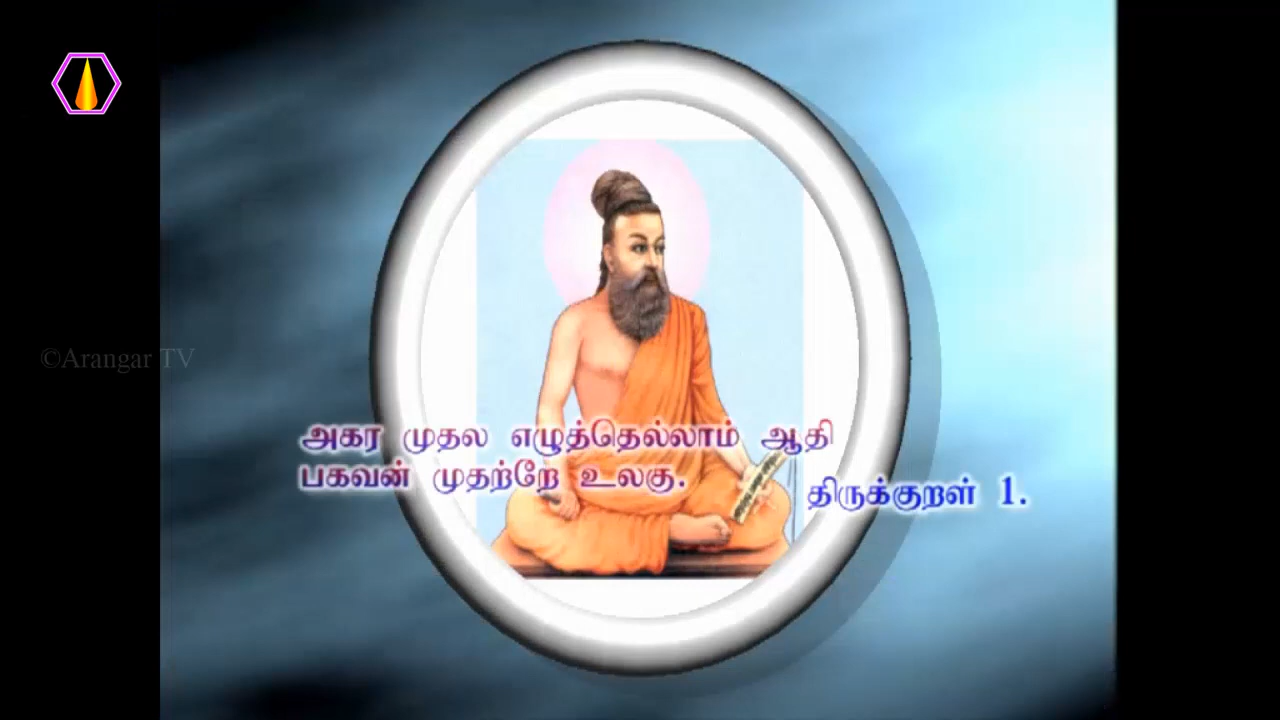 ©Arangar TV
அகர முதல எழுத்தெல்லாம் ஆதி
பகவன் முதற்றே உலகு.
திருக்குறள் 1.